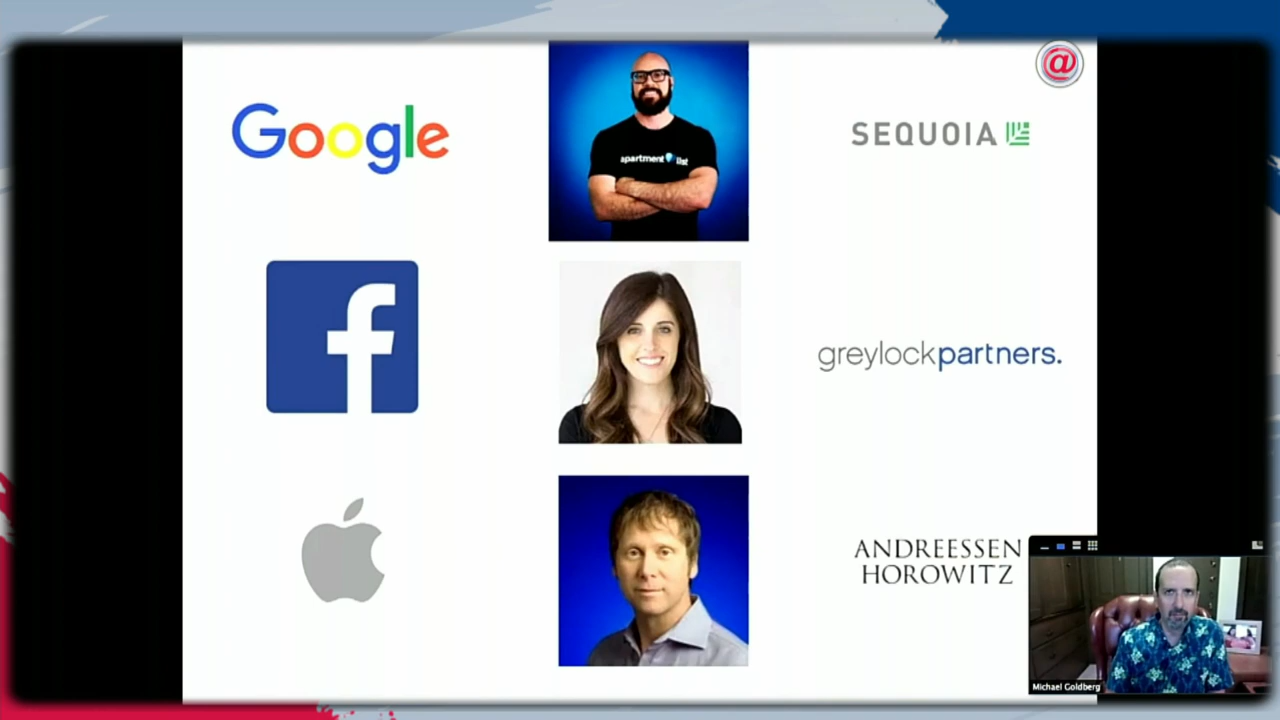 Google
apartment list
SEQUOIA
@
f
greylockpartners.
ANDREESSEN
HOROWITZ
Michael Goldberg